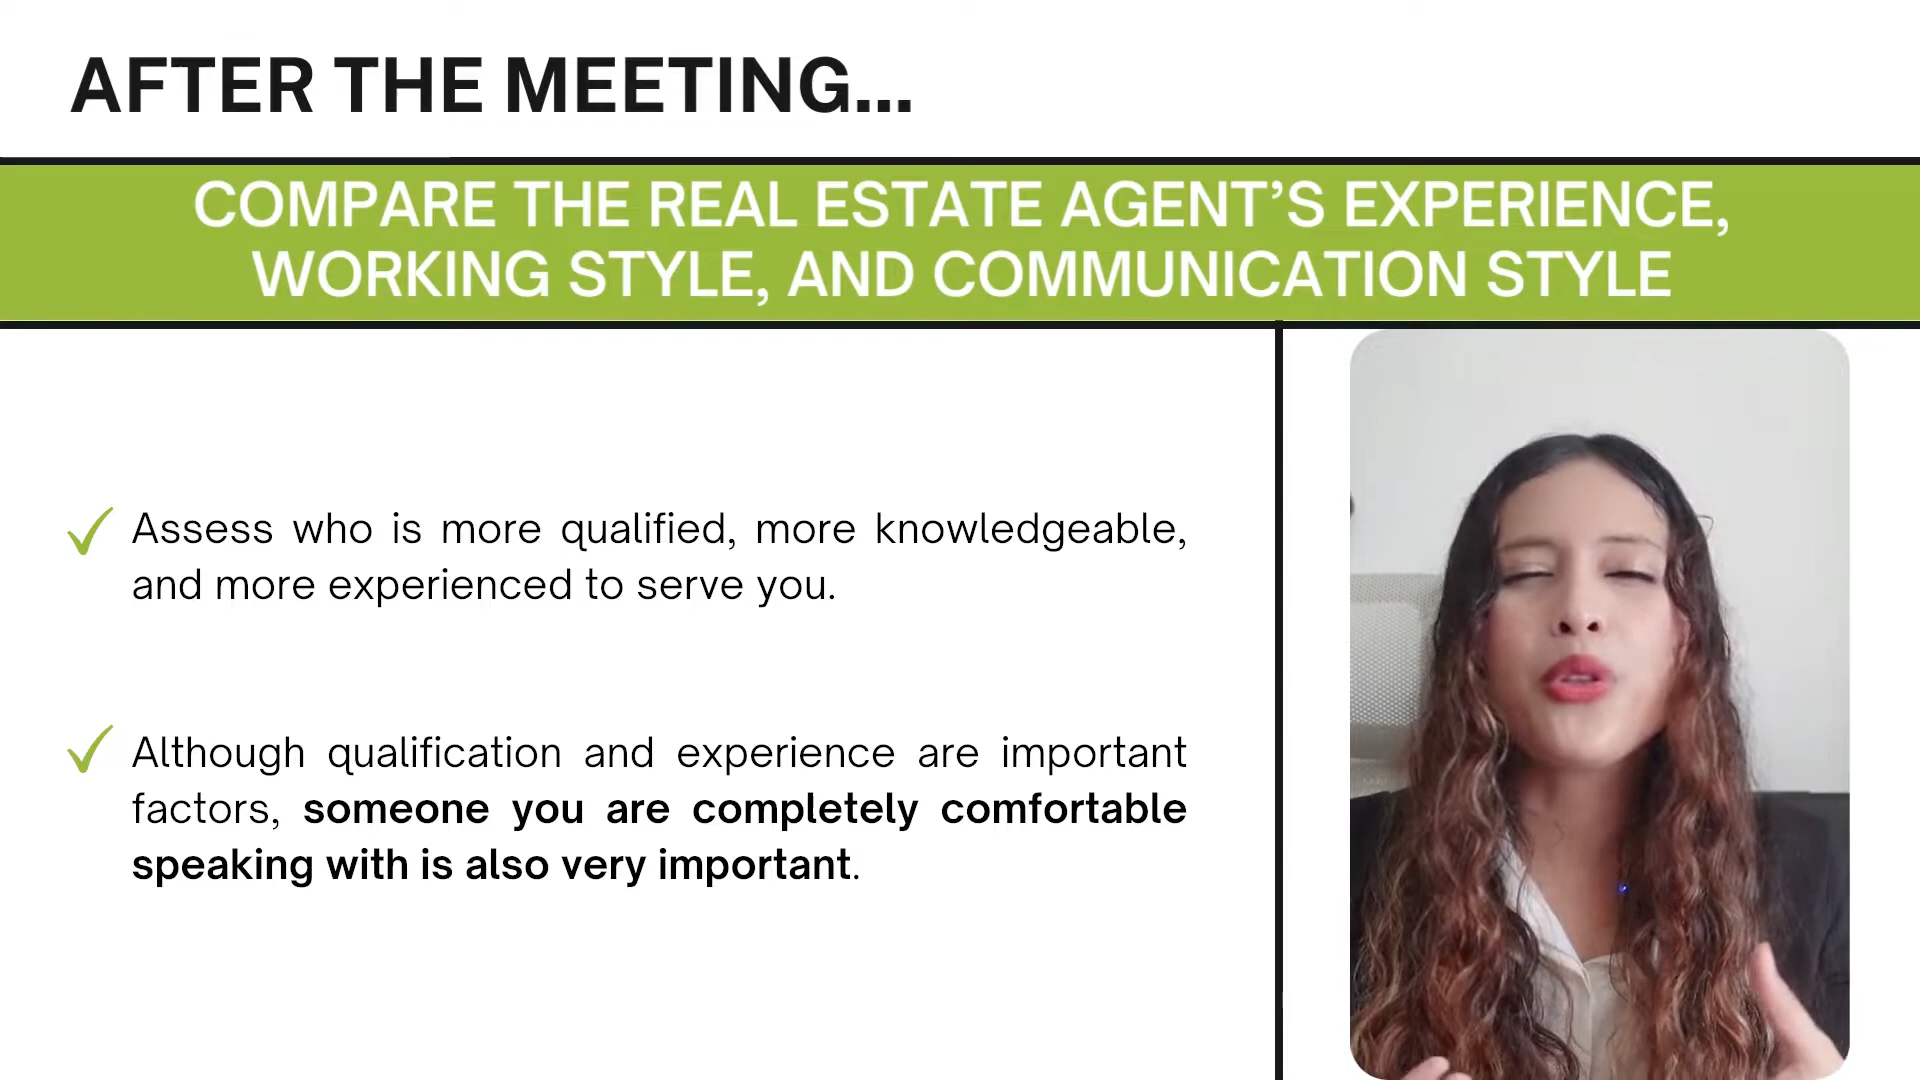 AFTER THE MEETING...
COMPARE THE REAL ESTATE AGENT’S EXPERIENCE,
WORKING STYLE, AND COMMUNICATION STYLE
Assess who is more qualified, more knowledgeable,
and more experienced to serve you.
Although qualification and experience are important
factors, someone you are completely comfortable
speaking with is also very important.